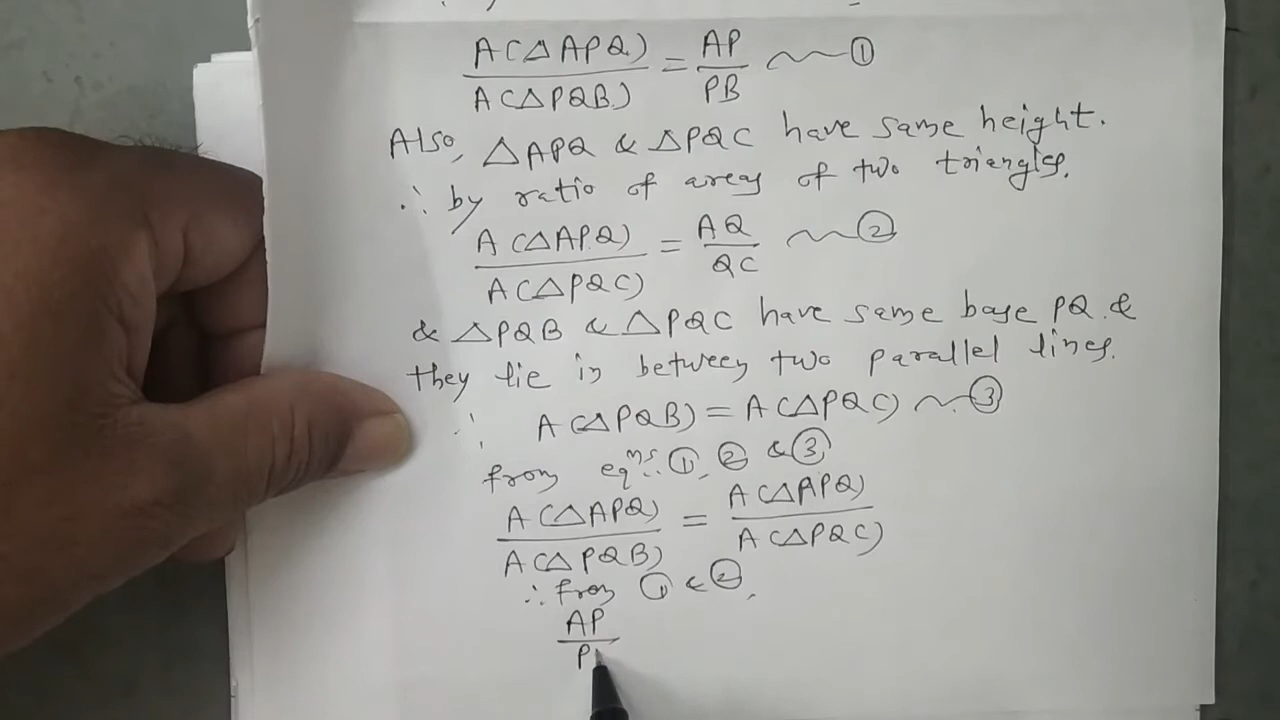 A(△APQ) / A(△PQB) = AP / PB ~~ ①
Also, △APQ & △PQC have same height.
∴ by ratio of areas of two triangles,
A(△APQ) / A(△PQC) = AQ / QC ~~ ②
& △PQB & △PQC have same base PQ &
they lie in between two parallel lines.
∴ A(△PQB) = A(△PQC) ~~ ③
from eqⁿˢ ①, ② & ③
A(△APQ) / A(△PQB) = A(△APQ) / A(△PQC)
∴ from ① & ②,
AP / P